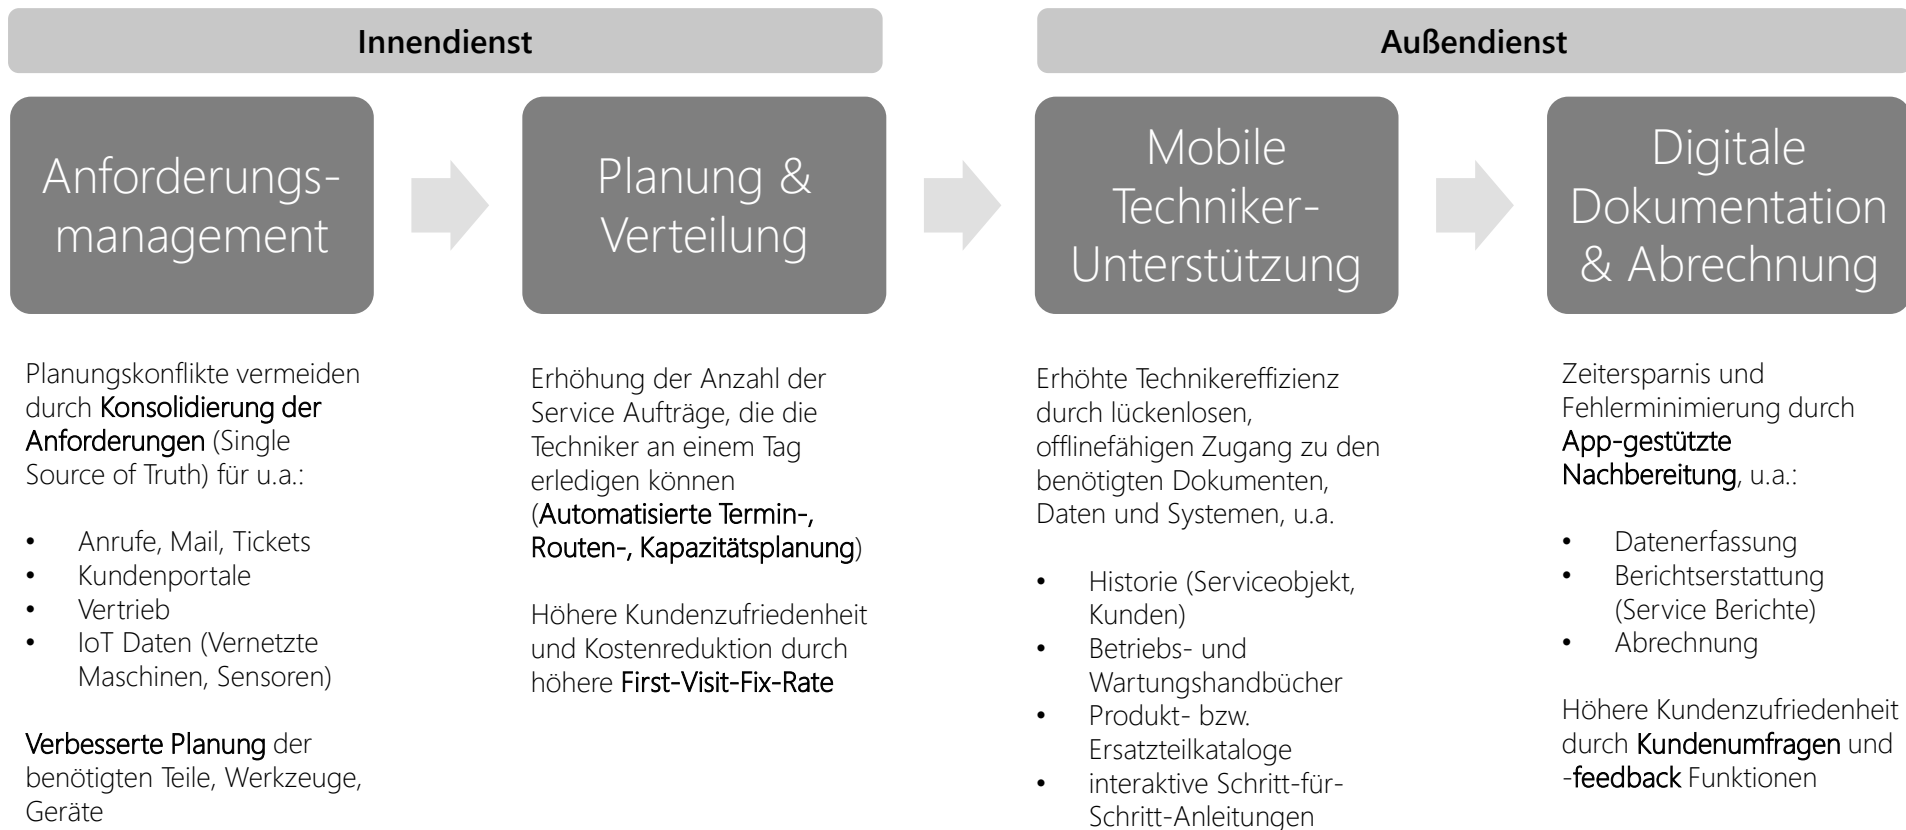 Innendienst
Außendienst
Anforderungs-
management
Planung &
Verteilung
Mobile
Techniker-
Unterstützung
Digitale
Dokumentation
& Abrechnung
Planungskonflikte vermeiden
durch Konsolidierung der
Anforderungen (Single
Source of Truth) für u.a.:
• Anrufe, Mail, Tickets
• Kundenportale
• Vertrieb
• IoT Daten (Vernetzte
Maschinen, Sensoren)
Verbesserte Planung der
benötigten Teile, Werkzeuge,
Geräte
Erhöhung der Anzahl der
Service Aufträge, die die
Techniker an einem Tag
erledigen können
(Automatisierte Termin-,
Routen-, Kapazitätsplanung)
Höhere Kundenzufriedenheit
und Kostenreduktion durch
höhere First-Visit-Fix-Rate
Erhöhte Technikereffizienz
durch lückenlosen,
offlinefähigen Zugang zu den
benötigten Dokumenten,
Daten und Systemen, u.a.
• Historie (Serviceobjekt,
Kunden)
• Betriebs- und
Wartungshandbücher
• Produkt- bzw.
Ersatzteilkataloge
• interaktive Schritt-für-
Schritt-Anleitungen
Zeitersparnis und
Fehlerminimierung durch
App-gestützte
Nachbereitung, u.a.:
• Datenerfassung
• Berichtserstattung
(Service Berichte)
• Abrechnung
Höhere Kundenzufriedenheit
durch Kundenumfragen und
-feedback Funktionen